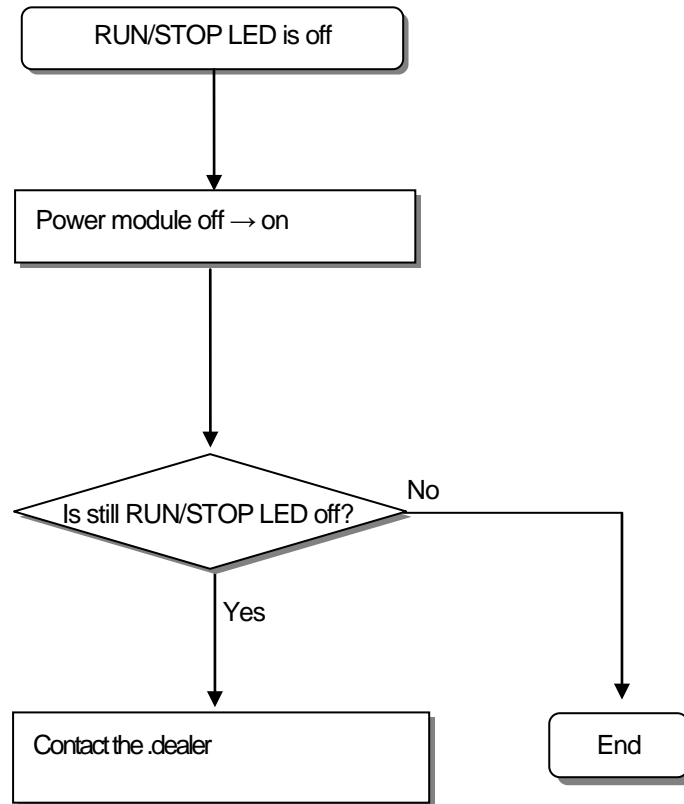 RUN/STOP LED is off
Power module off → on
Is still RUN/STOP LED off?
No
Yes
Contact the .dealer
End